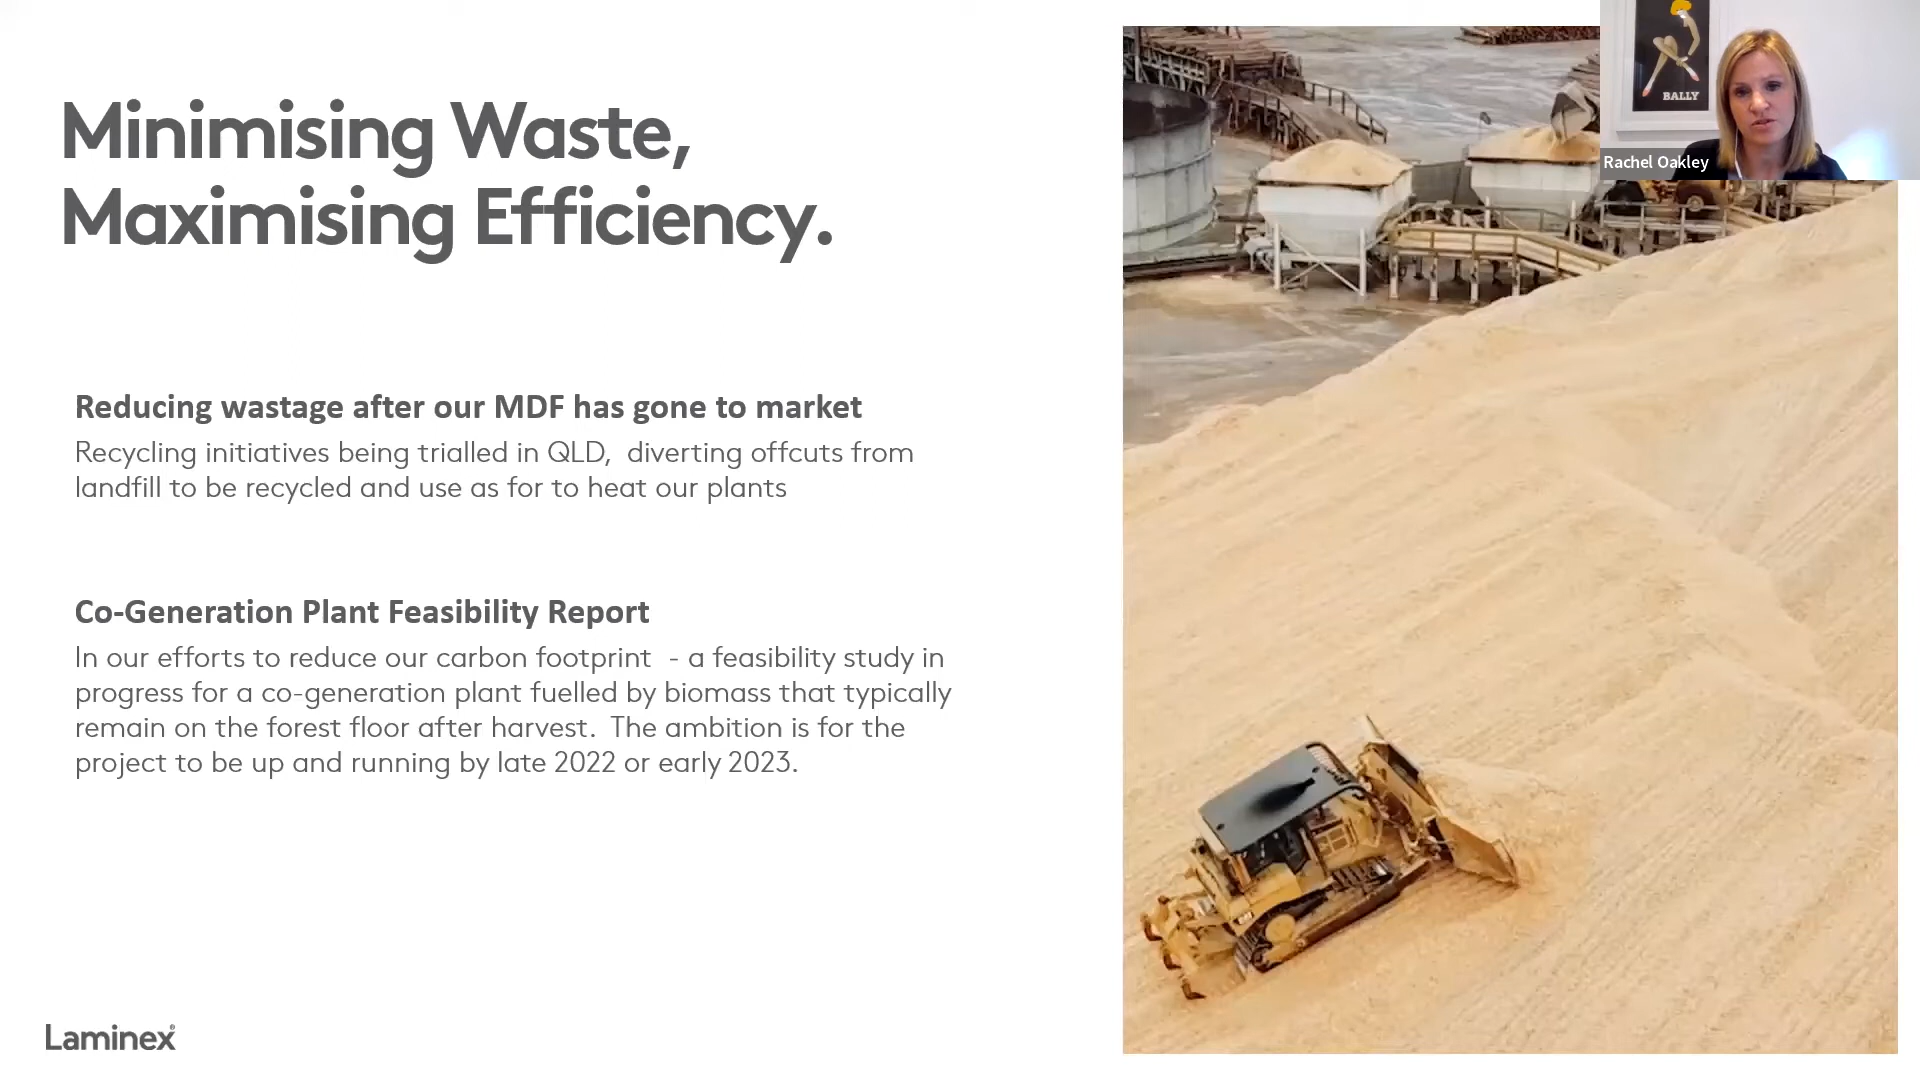 Minimising Waste,
Maximising Efficiency.
Reducing wastage after our MDF has gone to market
Recycling initiatives being trialled in QLD,  diverting offcuts from
landfill to be recycled and use as for to heat our plants
Co-Generation Plant Feasibility Report
In our efforts to reduce our carbon footprint  - a feasibility study in
progress for a co-generation plant fuelled by biomass that typically
remain on the forest floor after harvest.  The ambition is for the
project to be up and running by late 2022 or early 2023.
Laminex®
BALLY
Rachel Oakley